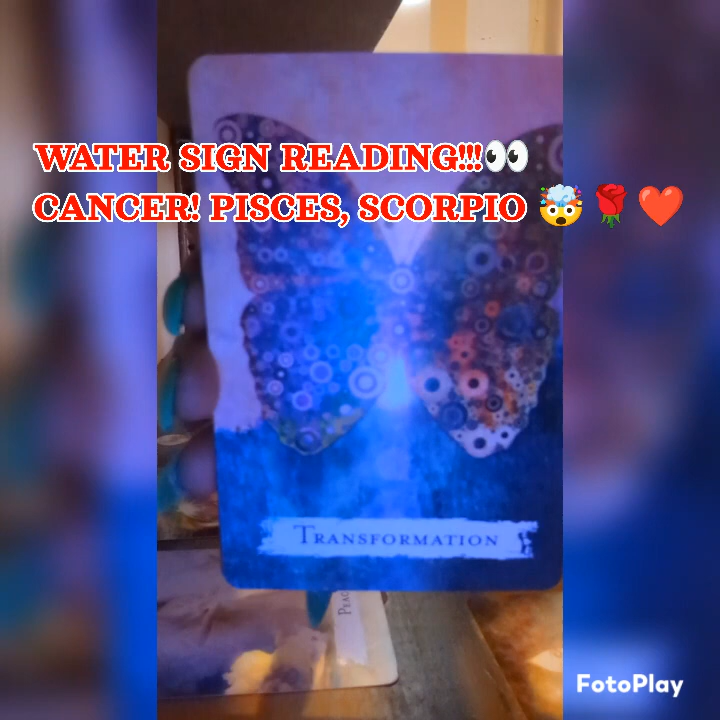 WATER SIGN READING!!!👀
CANCER! PISCES, SCORPIO 🤯🌹❤️
TRANSFORMATION
FotoPlay